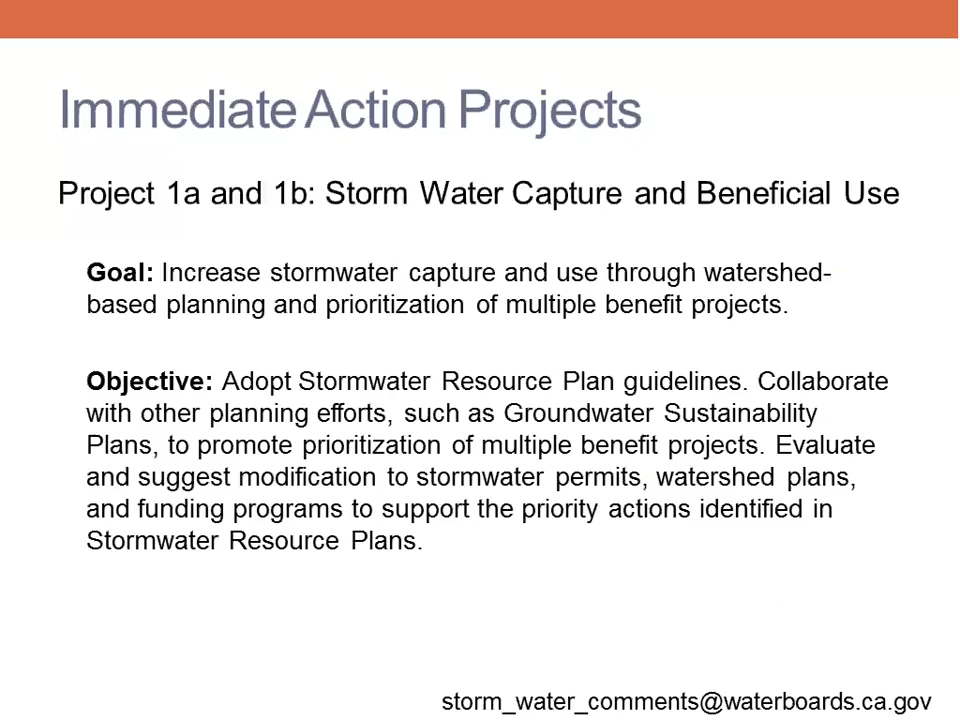 Immediate Action Projects
Project 1a and 1b: Storm Water Capture and Beneficial Use
Goal: Increase stormwater capture and use through watershed-
based planning and prioritization of multiple benefit projects.
Objective: Adopt Stormwater Resource Plan guidelines. Collaborate
with other planning efforts, such as Groundwater Sustainability
Plans, to promote prioritization of multiple benefit projects. Evaluate
and suggest modification to stormwater permits, watershed plans,
and funding programs to support the priority actions identified in
Stormwater Resource Plans.
storm_water_comments@waterboards.ca.gov